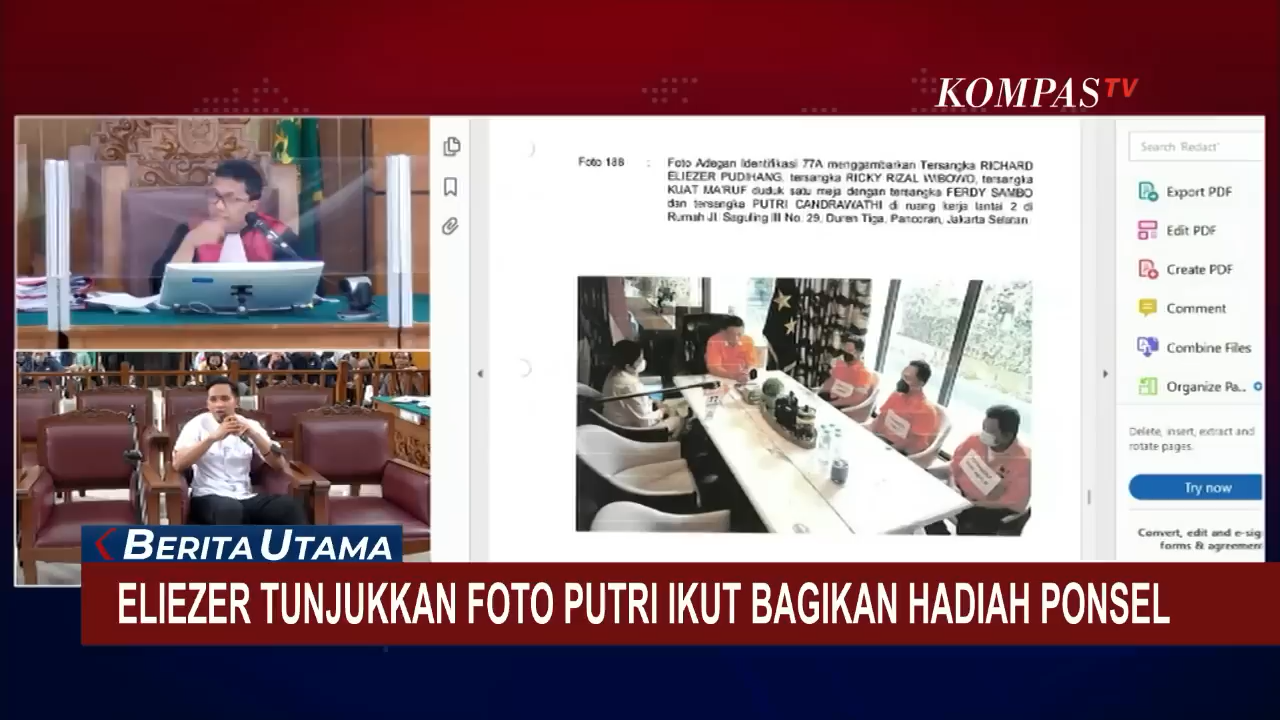 KOMPASTV
Foto 188 : Foto Adegan Identifikasi 77A menggambarkan Tersangka RICHARD
ELIEZER PUDIHANG, tersangka RICKY RIZAL WIBOWO, tersangka
KUAT MA'RUF duduk satu meja dengan tersangka FERDY SAMBO
dan tersangka PUTRI CANDRAWATHI di ruang kerja lantai 2 di
Rumah Jl. Saguling III No. 29, Duren Tiga, Pancoran, Jakarta Selatan.
Search 'Redact'
Export PDF
Edit PDF
Create PDF
Comment
Combine Files
Organize Pa...
Delete, insert, extract and
rotate pages.
Try now
Convert, edit and e-sig
forms & agreemen
BERITA UTAMA
ELIEZER TUNJUKKAN FOTO PUTRI IKUT BAGIKAN HADIAH PONSEL